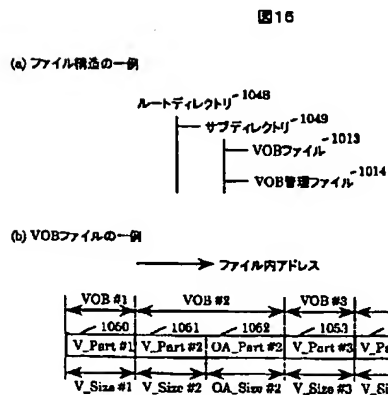 図16
(a) ファイル構造の一例
ルートディレクトリ 1048
サブディレクトリ 1049
VOBファイル 1013
VOB管理ファイル 1014
(b) VOBファイルの一例
ファイル内アドレス
VOB #1 VOB #2 VOB #3
1050 1051 1052 1053
V_Part #1 V_Part #2 OA_Part #2 V_Part #3
V_Size #1 V_Size #2 OA_Size #2 V_Size #3